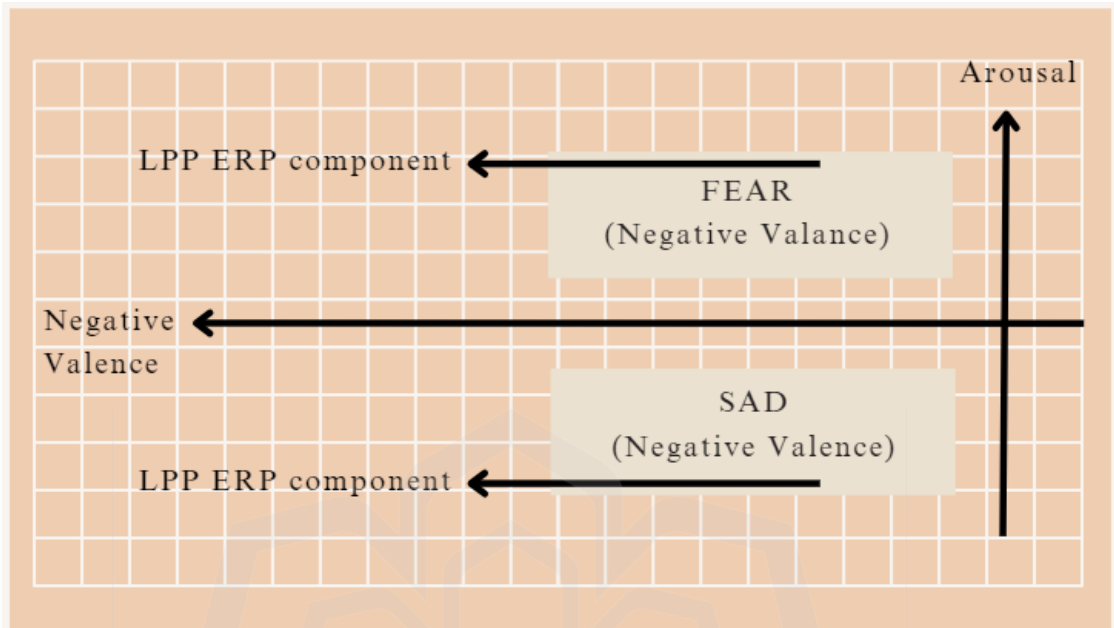 Arousal
LPP ERP component
FEAR
(Negative Valance)
Negative
Valence
SAD
(Negative Valence)
LPP ERP component